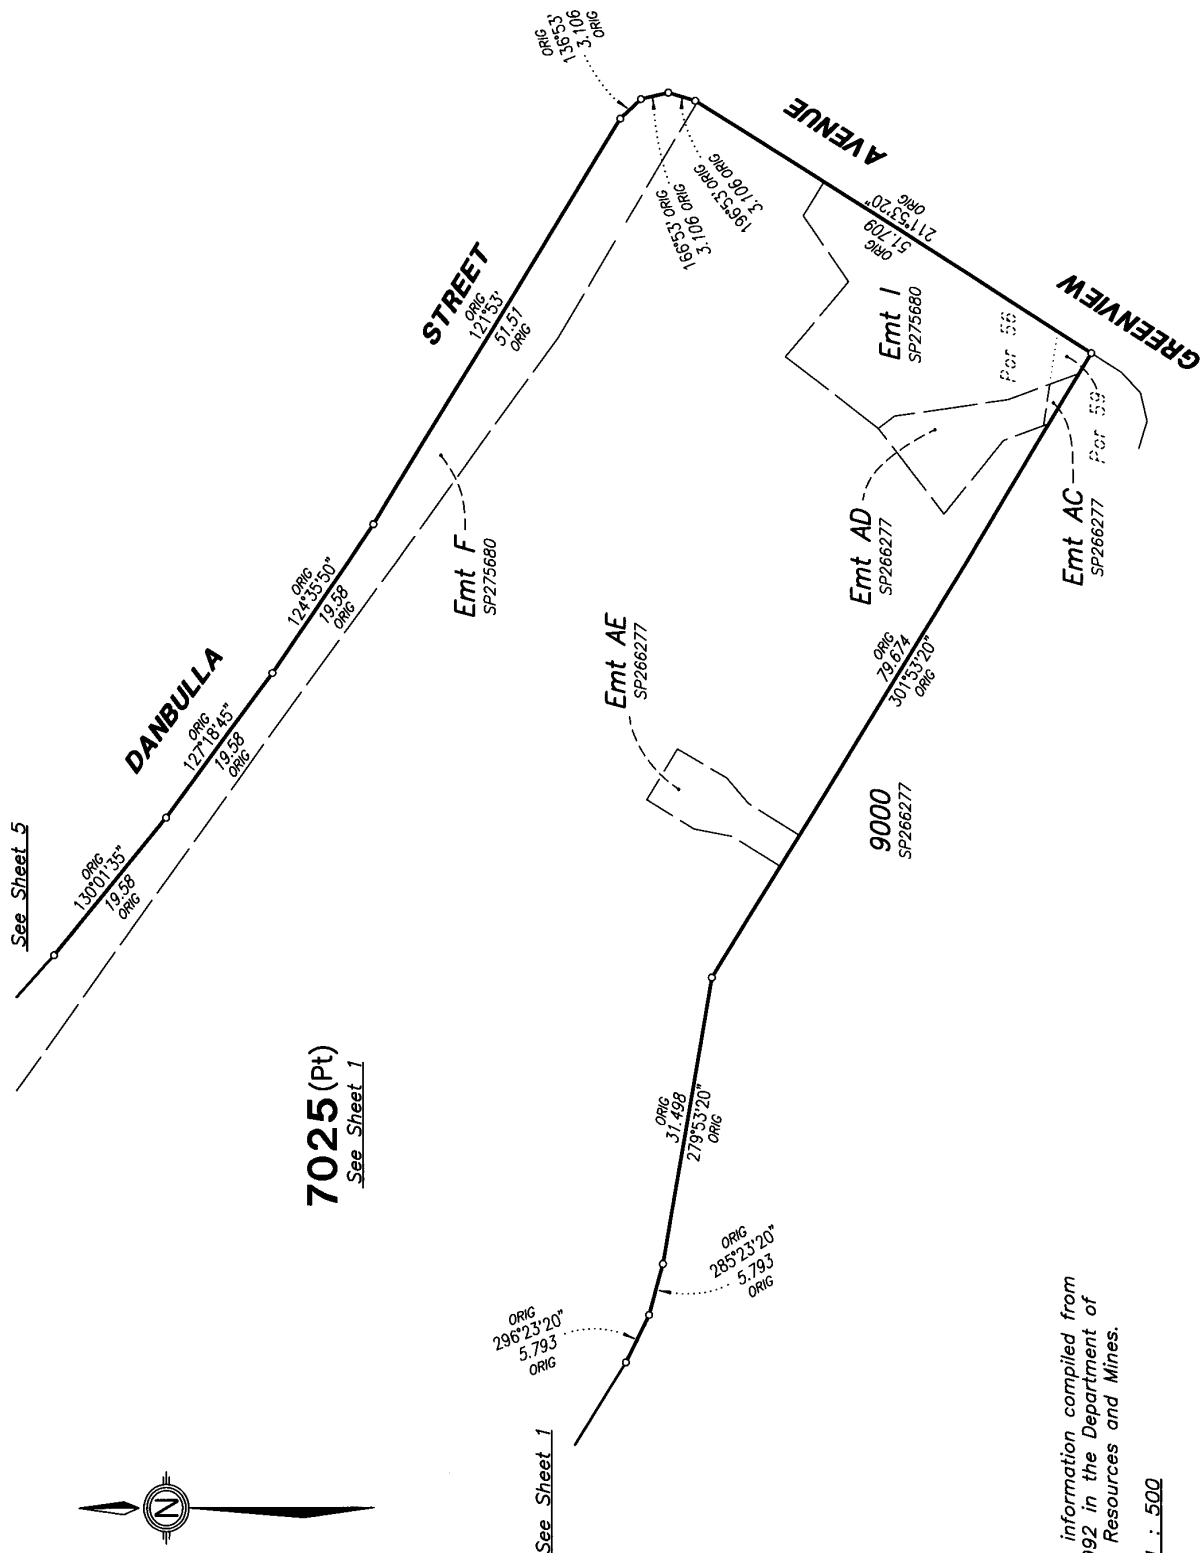 See Sheet 5
DANBULLA
STREET
ORIG
130°01'35"
19.58
ORIG
ORIG
127°18'45"
19.58
ORIG
ORIG
124°35'50"
19.58
ORIG
ORIG
121°53'
51.51
ORIG
ORIG
136°53'
3.106
ORIG
166°53' ORIG
3.106 ORIG
196°53' ORIG
3.106 ORIG
GREENVIEW
AVENUE
211°53'20"
ORIG
51.709
ORIG
Emt F
SP275680
Emt I
SP275680
Por 56
Por 59
Emt AD
SP266277
Emt AC
SP266277
Emt AE
SP266277
ORIG
79.674
301°53'20"
ORIG
9000
SP266277
7025 (Pt)
See Sheet 1
ORIG
31.498
279°53'20"
ORIG
ORIG
285°23'20"
5.793
ORIG
ORIG
296°23'20"
5.793
ORIG
N
See Sheet 1
information compiled from
92 in the Department of
Resources and Mines.
: 500